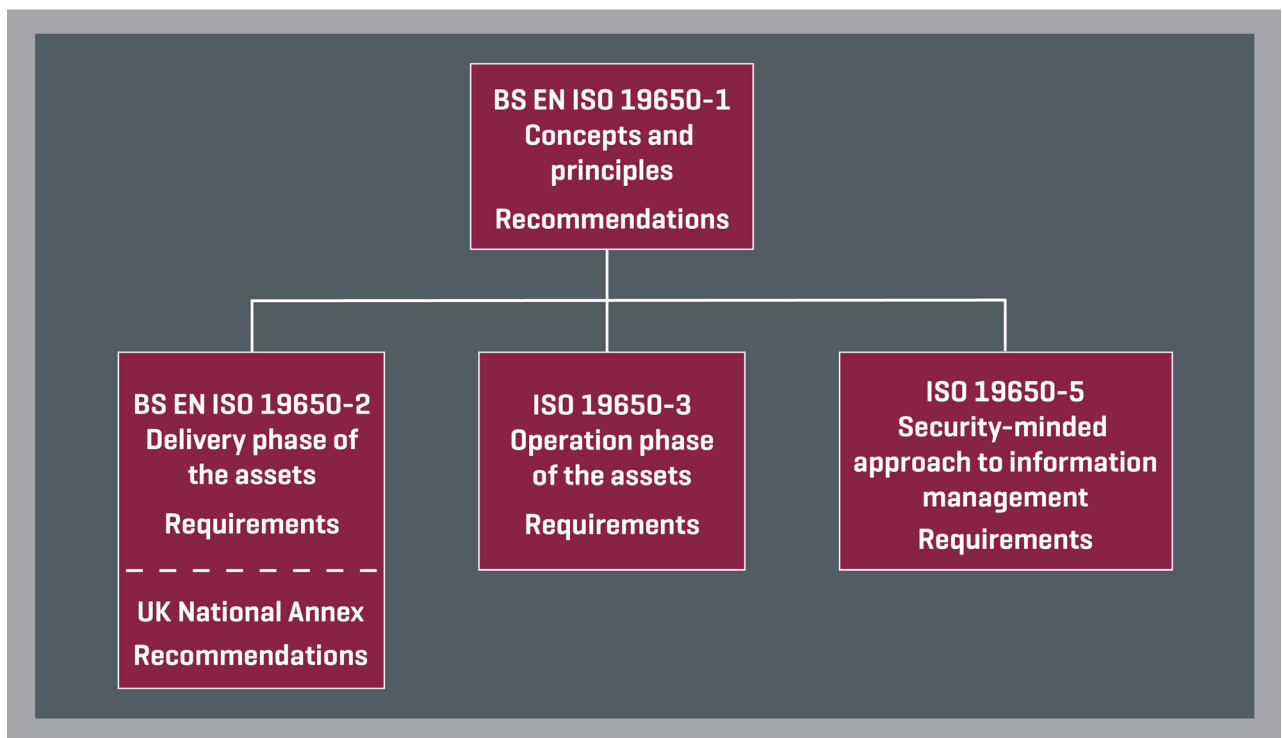 BS EN ISO 19650-1
Concepts and
principles
Recommendations
BS EN ISO 19650-2
Delivery phase of
the assets
Requirements
UK National Annex
Recommendations
ISO 19650-3
Operation phase
of the assets
Requirements
ISO 19650-5
Security-minded
approach to information
management
Requirements